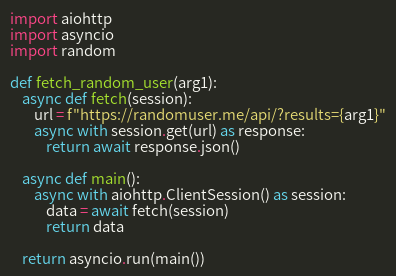 import aiohttp
import asyncio
import random

def fetch_random_user(arg1):
    async def fetch(session):
        url = f"https://randomuser.me/api/?results={arg1}"
        async with session.get(url) as response:
            return await response.json()

    async def main():
        async with aiohttp.ClientSession() as session:
            data = await fetch(session)
            return data

    return asyncio.run(main())